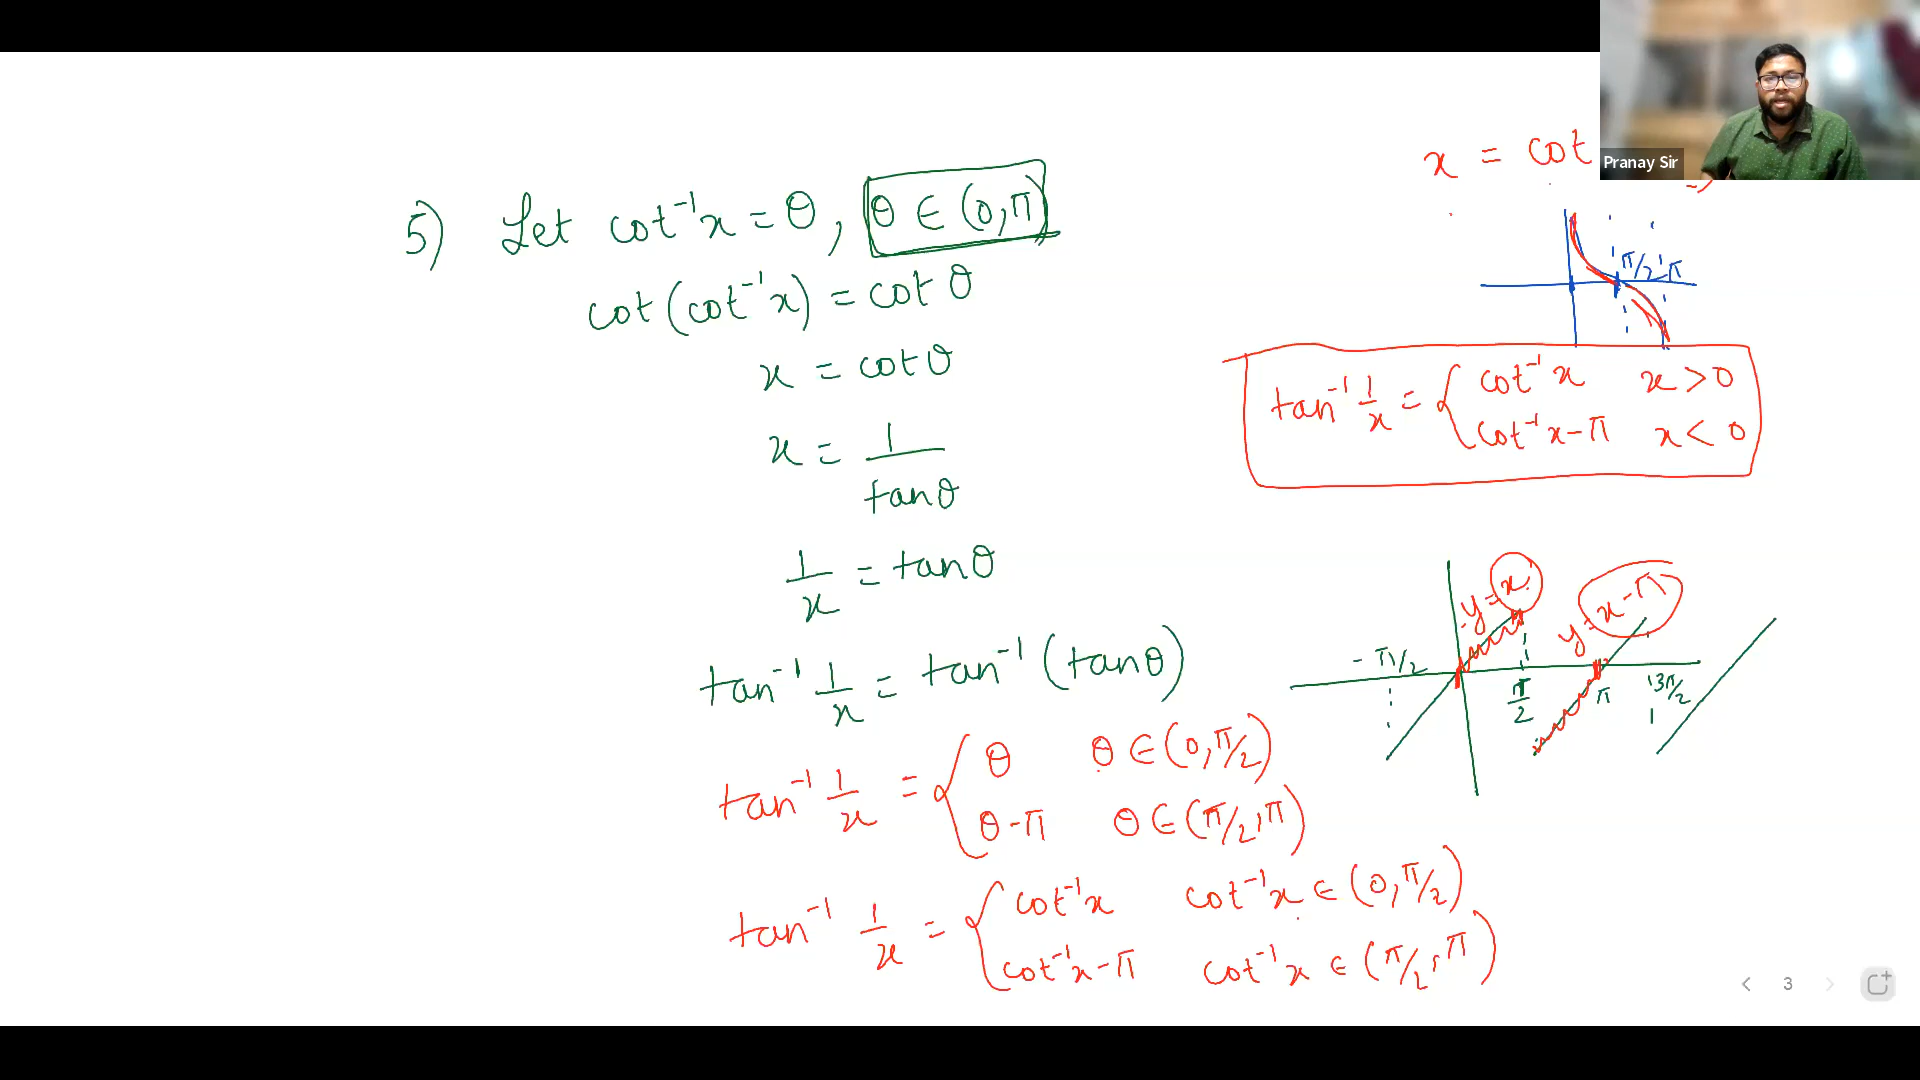 5) Let cot⁻¹x = θ, θ ∈ (0, π)
cot(cot⁻¹x) = cot θ
x = cot θ
x = 1/tanθ
1/x = tanθ
tan⁻¹ 1/x = tan⁻¹(tanθ)
tan⁻¹ 1/x = { θ θ ∈ (0, π/2)
θ - π θ ∈ (π/2, π)
tan⁻¹ 1/x = { cot⁻¹x cot⁻¹x ∈ (0, π/2)
cot⁻¹x - π cot⁻¹x ∈ (π/2, π)
x = cot
Pranay Sir
π/2 π
tan⁻¹ 1/x = { cot⁻¹x x > 0
cot⁻¹x - π x < 0
y = x
y = x - π
- π/2
π/2
π
3π/2
3